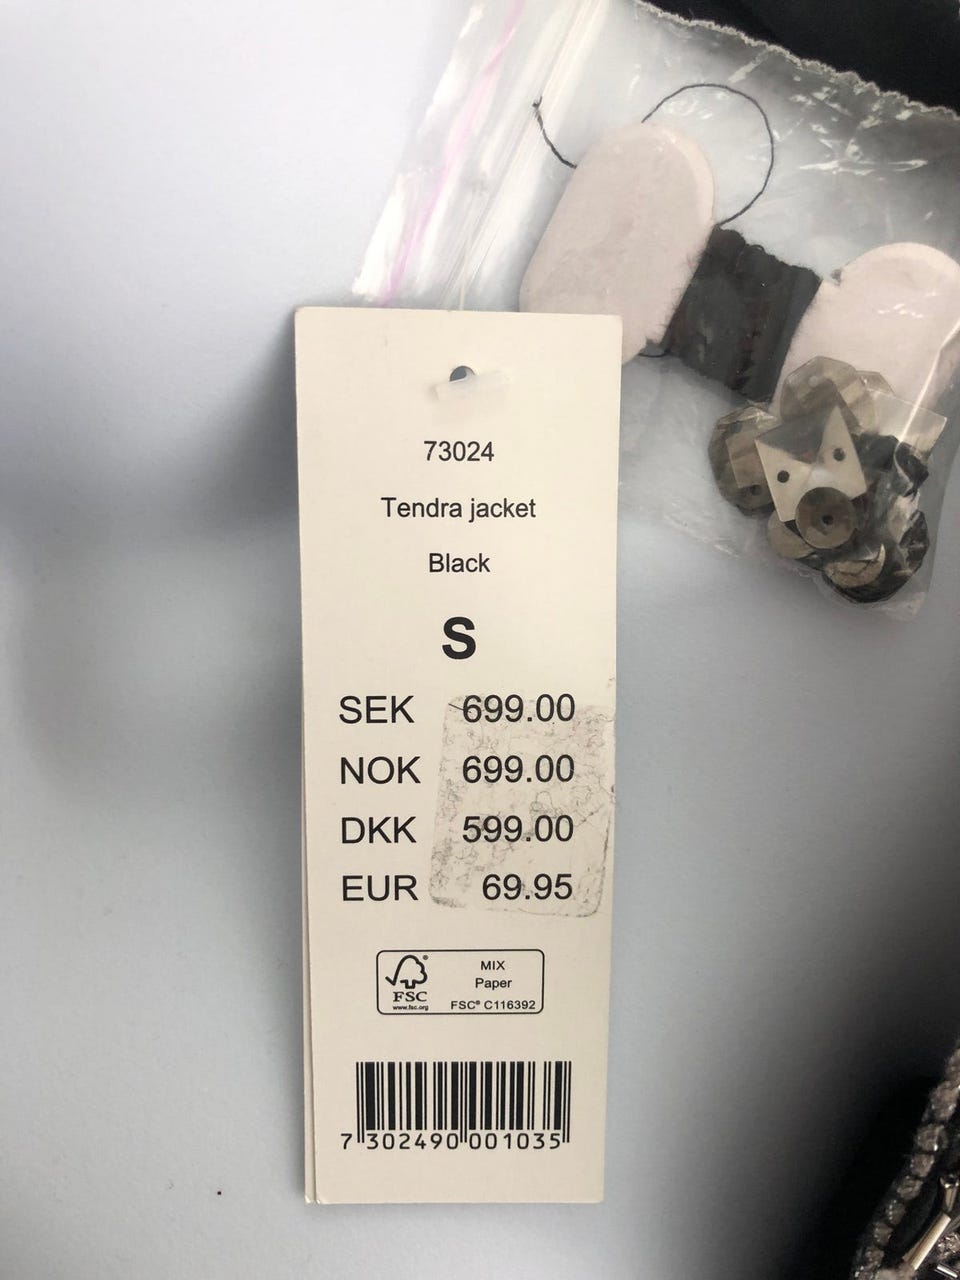 73024
Tendra jacket
Black
S
SEK 699.00
NOK 699.00
DKK 599.00
EUR 69.95
FSC®
www.fsc.org
MIX
Paper
FSC® C116392
7 302490 001035